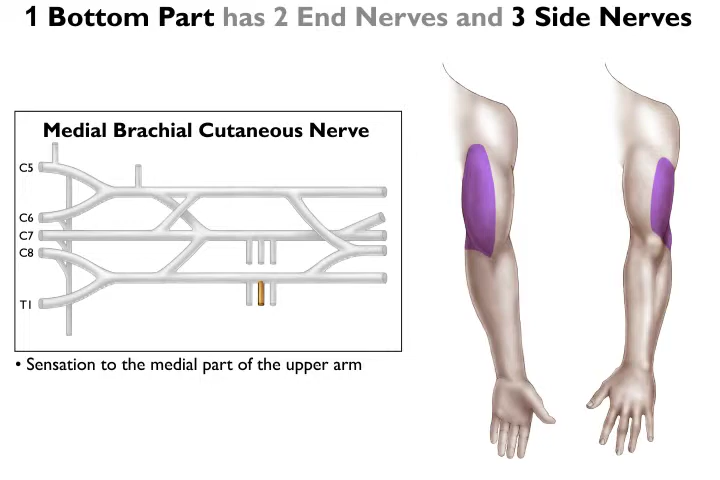 1 Bottom Part has 2 End Nerves and 3 Side Nerves
Medial Brachial Cutaneous Nerve
C5
C6
C7
C8
T1
• Sensation to the medial part of the upper arm